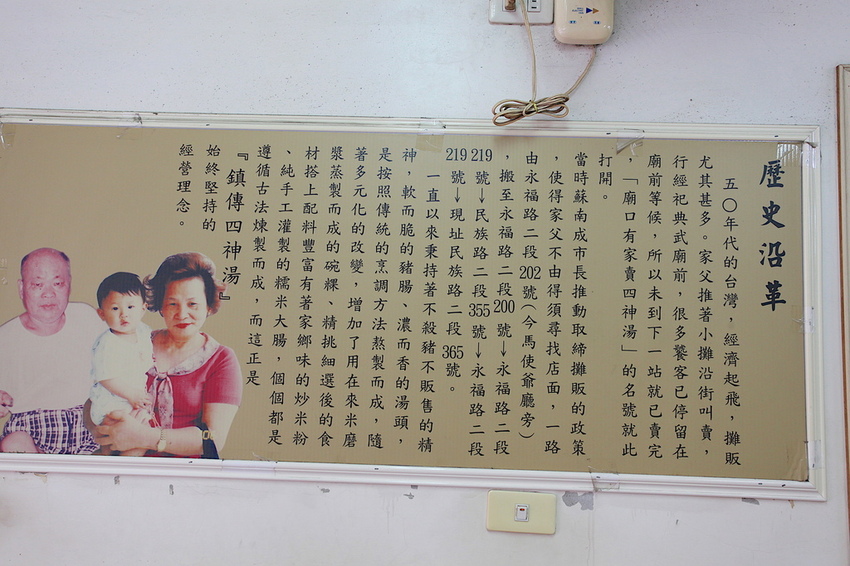 歷史沿革
五〇年代的台灣，經濟起飛，攤販
尤其甚多。家父推著小攤沿街叫賣，
行經祀典武廟前，很多饕客已停留在
廟前等候，所以未到下一站就已賣完
，「廟口有家賣四神湯」的名號就此
打開。
當時蘇南成市長推動取締攤販的政策
，使得家父不由得須尋找店面，一路
由永福路二段202號（今馬使爺廳旁）
，搬至永福路二段200號→永福路二段
219號→民族路二段355號→永福路二段
219號→現址民族路二段365號。
一直以來秉持著不殺豬不販售的精
神，軟而脆的豬腸、濃而香的湯頭，
是按照傳統的烹調方法熬製而成，隨
著多元化的改變，增加了用在來米磨
漿蒸製而成的碗粿、精挑細選後的食
材搭上配料豐富有著家鄉味的炒米粉
、純手工灌製的糯米大腸，個個都是
遵循古法煉製而成，而這正是
『鎮傳四神湯』
始終堅持的
經營理念。